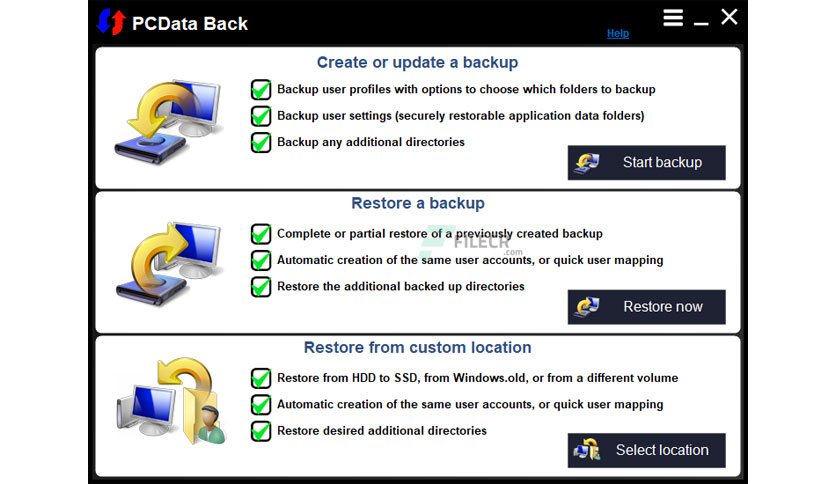 PCData Back
Help
Create or update a backup
Backup user profiles with options to choose which folders to backup
Backup user settings (securely restorable application data folders)
Backup any additional directories
Start backup
Restore a backup
Complete or partial restore of a previously created backup
FILECR
.com
Automatic creation of the same user accounts, or quick user mapping
Restore the additional backed up directories
Restore now
Restore from custom location
Restore from HDD to SSD, from Windows.old, or from a different volume
Automatic creation of the same user accounts, or quick user mapping
Restore desired additional directories
Select location